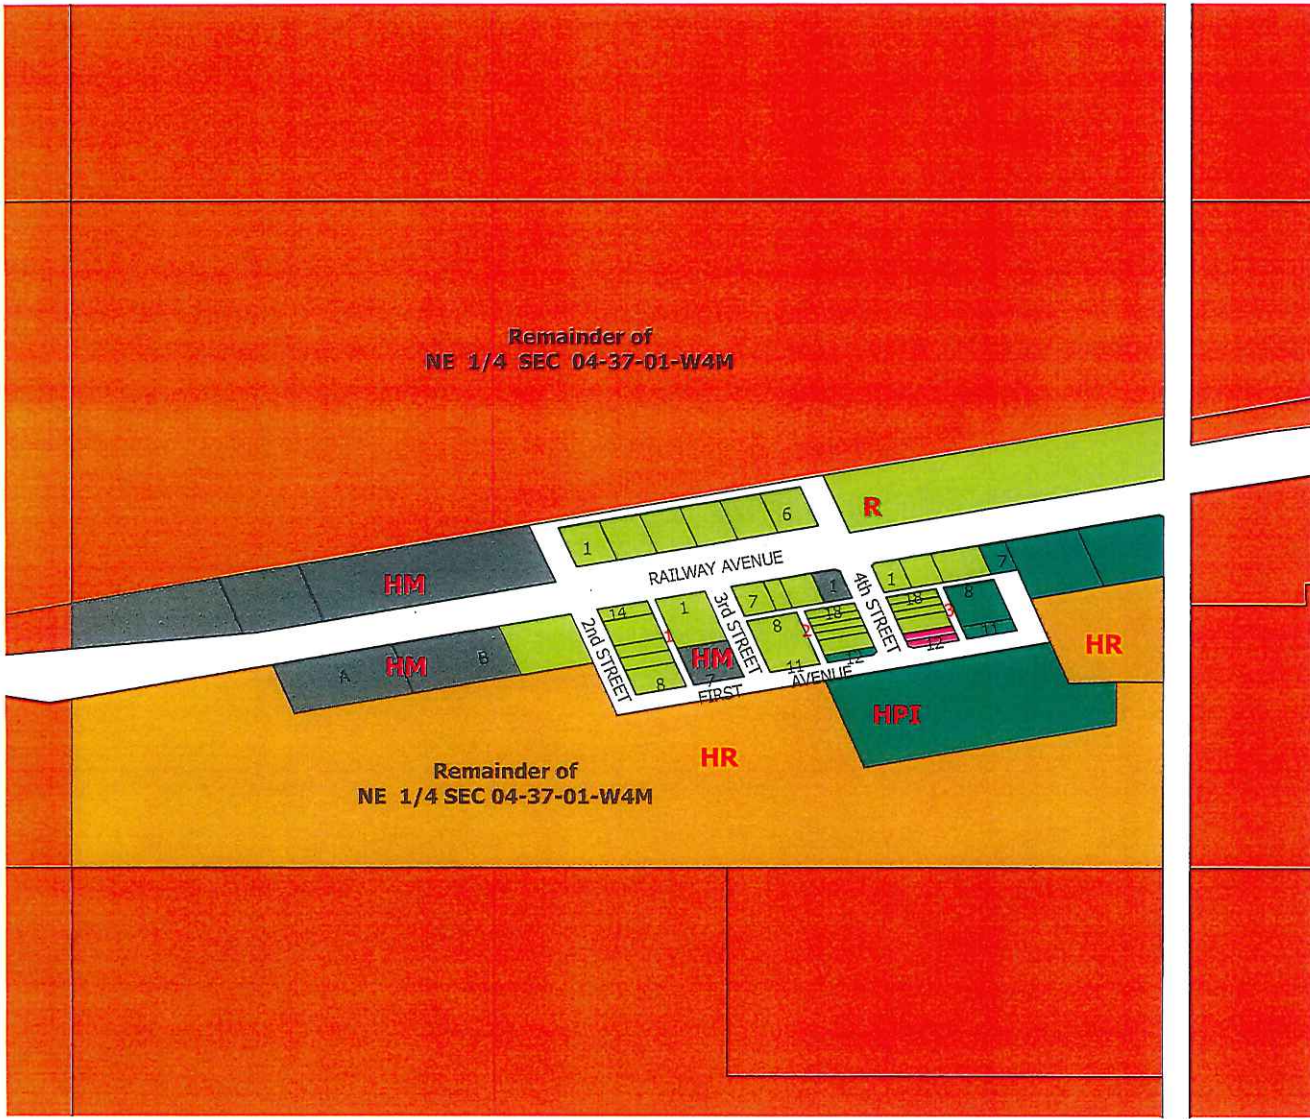 Remainder of
NE 1/4 SEC 04-37-01-W4M
R
6
1
RAILWAY AVENUE
HM
HM
A
B
2nd STREET
14
8
1
1
HM
7
3rd STREET
7
1
8
11
2
18
12
4th STREET
1
7
18
12
3
8
11
FIRST AVENUE
HR
HPI
HR
Remainder of
NE 1/4 SEC 04-37-01-W4M